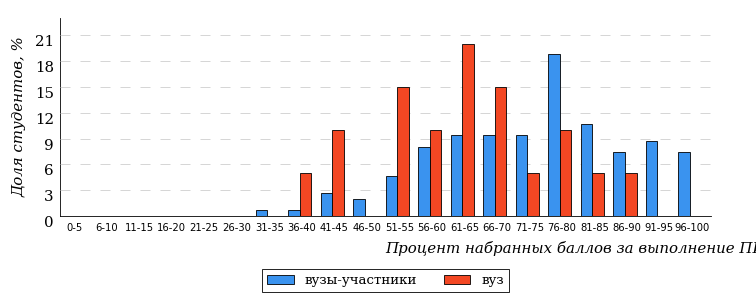 Доля студентов, %
21
18
15
12
9
6
3
0
0-5 6-10 11-15 16-20 21-25 26-30 31-35 36-40 41-45 46-50 51-55 56-60 61-65 66-70 71-75 76-80 81-85 86-90 91-95 96-100
Процент набранных баллов за выполнение
вузы-участники вуз